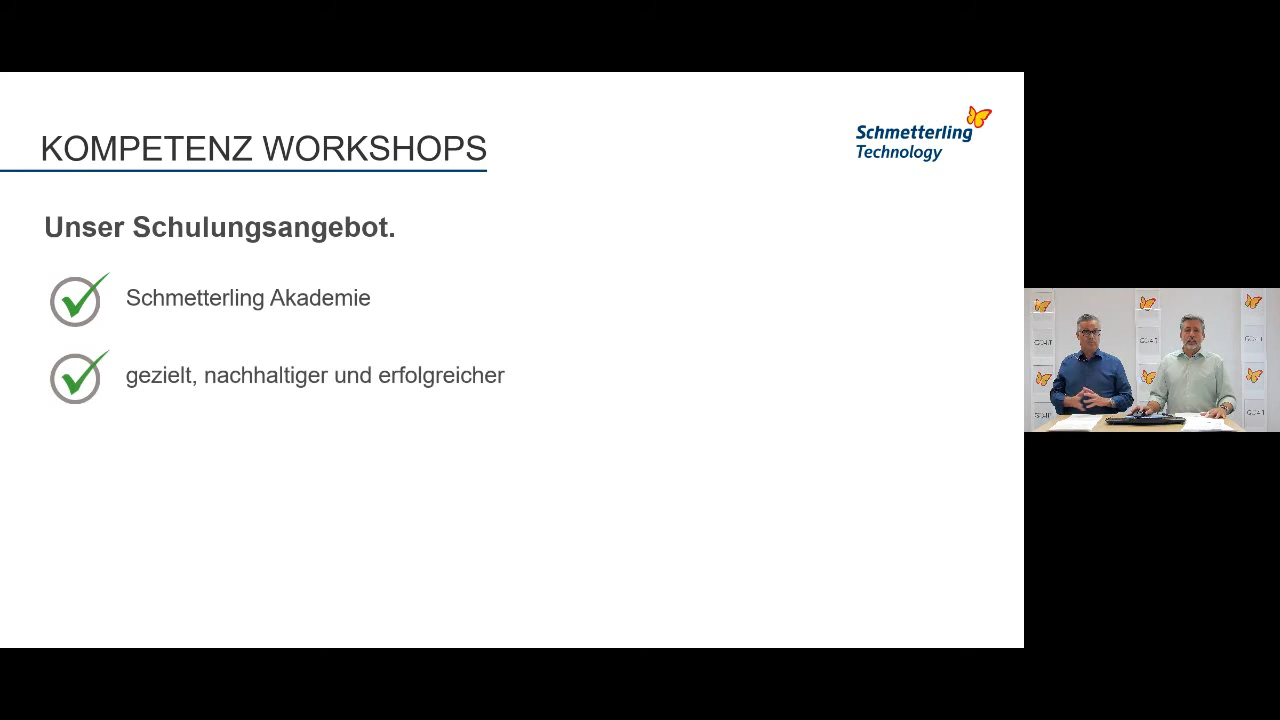 KOMPETENZ WORKSHOPS
Schmetterling
Technology
Unser Schulungsangebot.
Schmetterling Akademie
gezielt, nachhaltiger und erfolgreicher